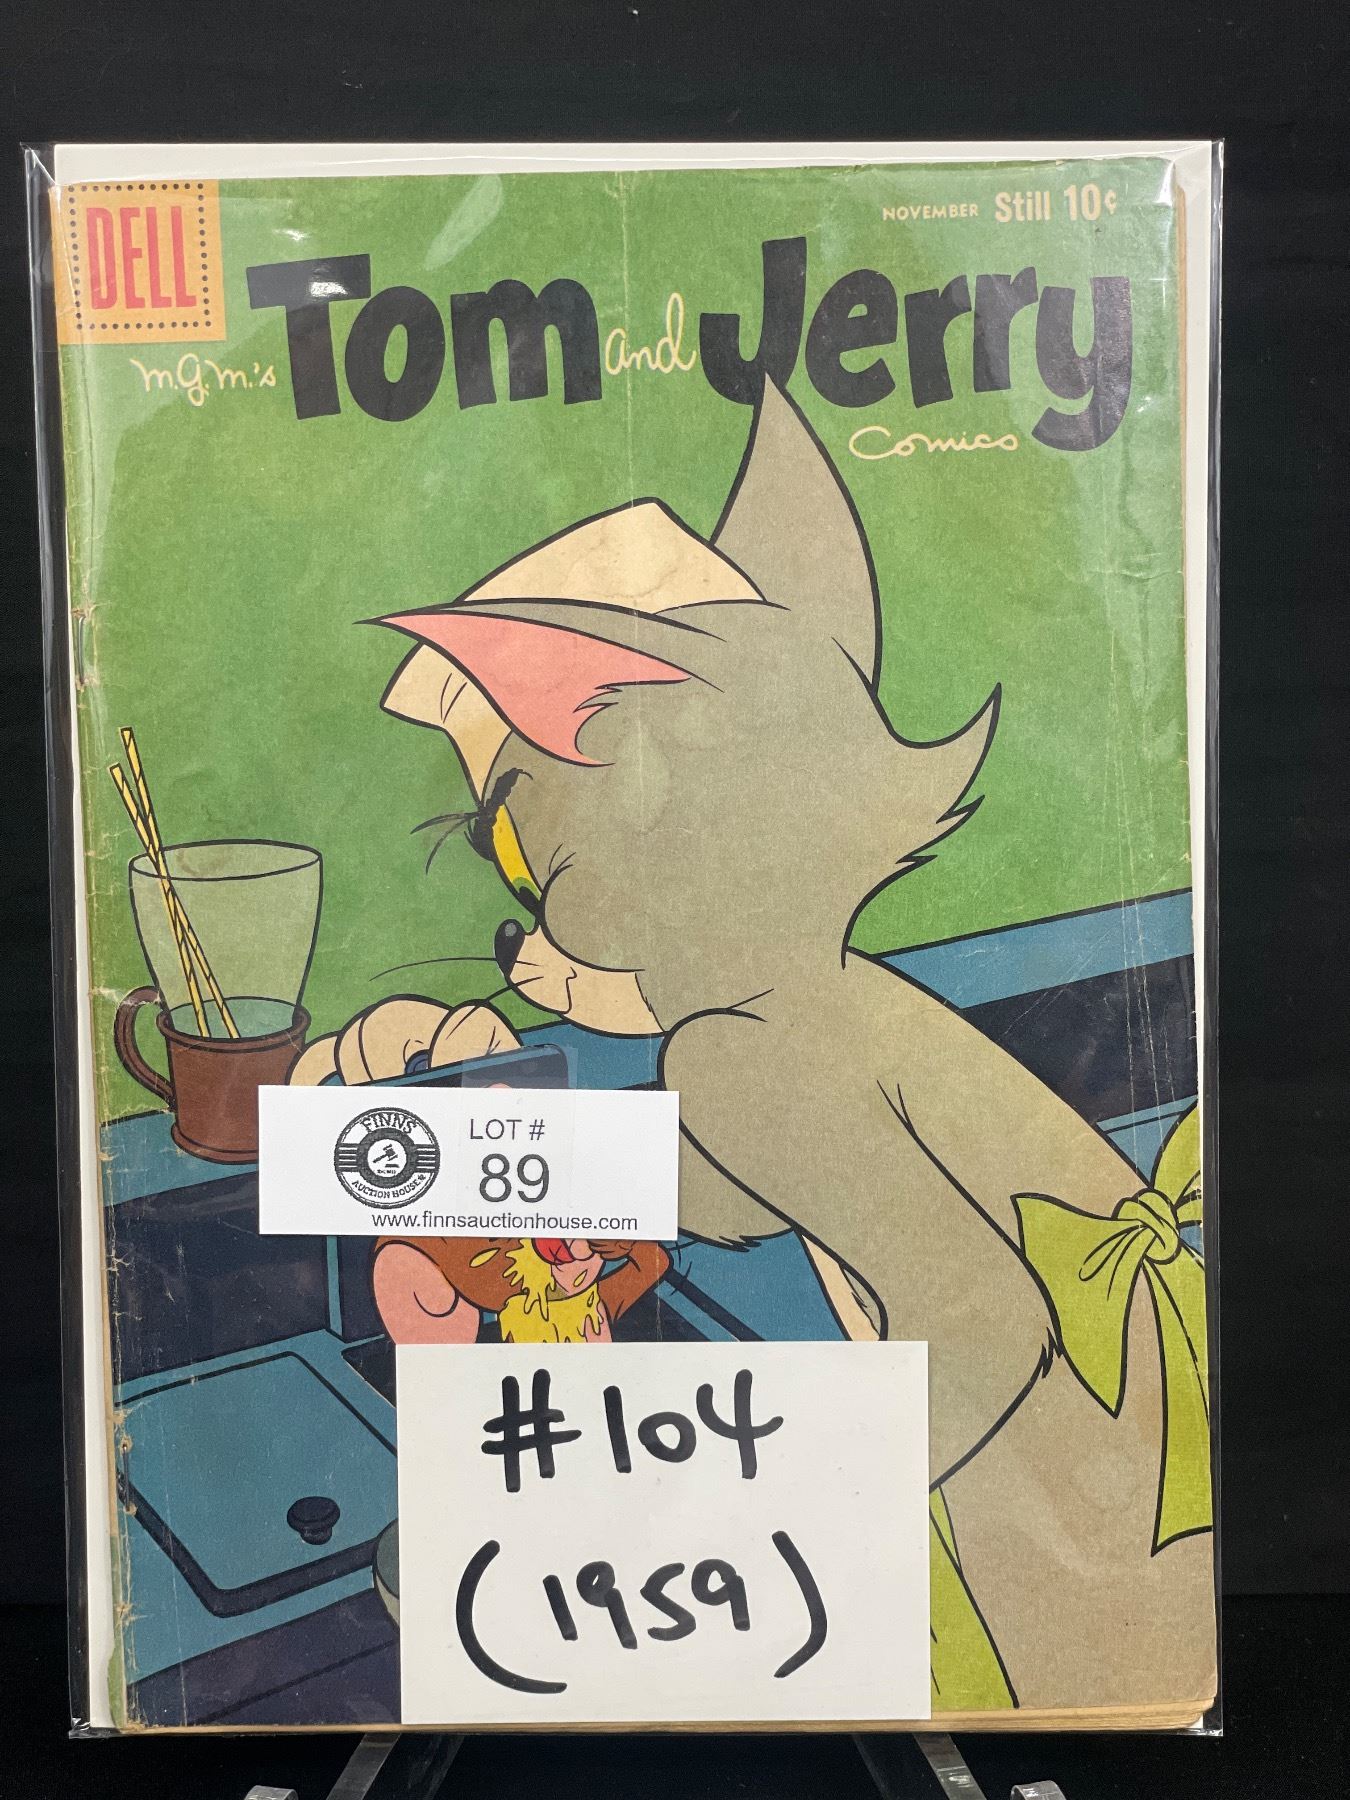 DELL
NOVEMBER Still 10¢
M.G.M.'s Tom and Jerry
Comics
FINNS
AUCTION HOUSE
LOT #
89
www.finnsauctionhouse.com
#104
(1959)